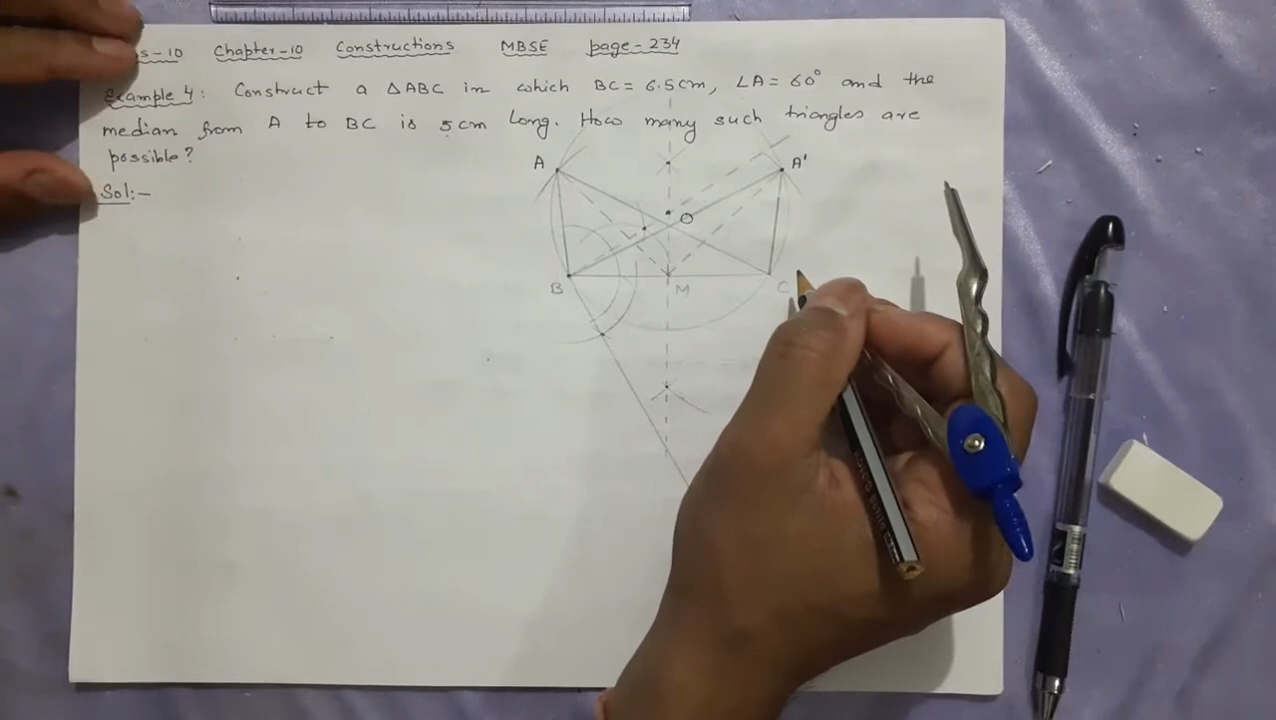 Chapter-10 Constructions MBSE page-234
Example 4: Construct a ΔABC in which BC = 6.5cm, ∠A = 60° and the
median from A to BC is 5cm long. How many such triangles are
possible?
Sol:-
A A'
O
B M C